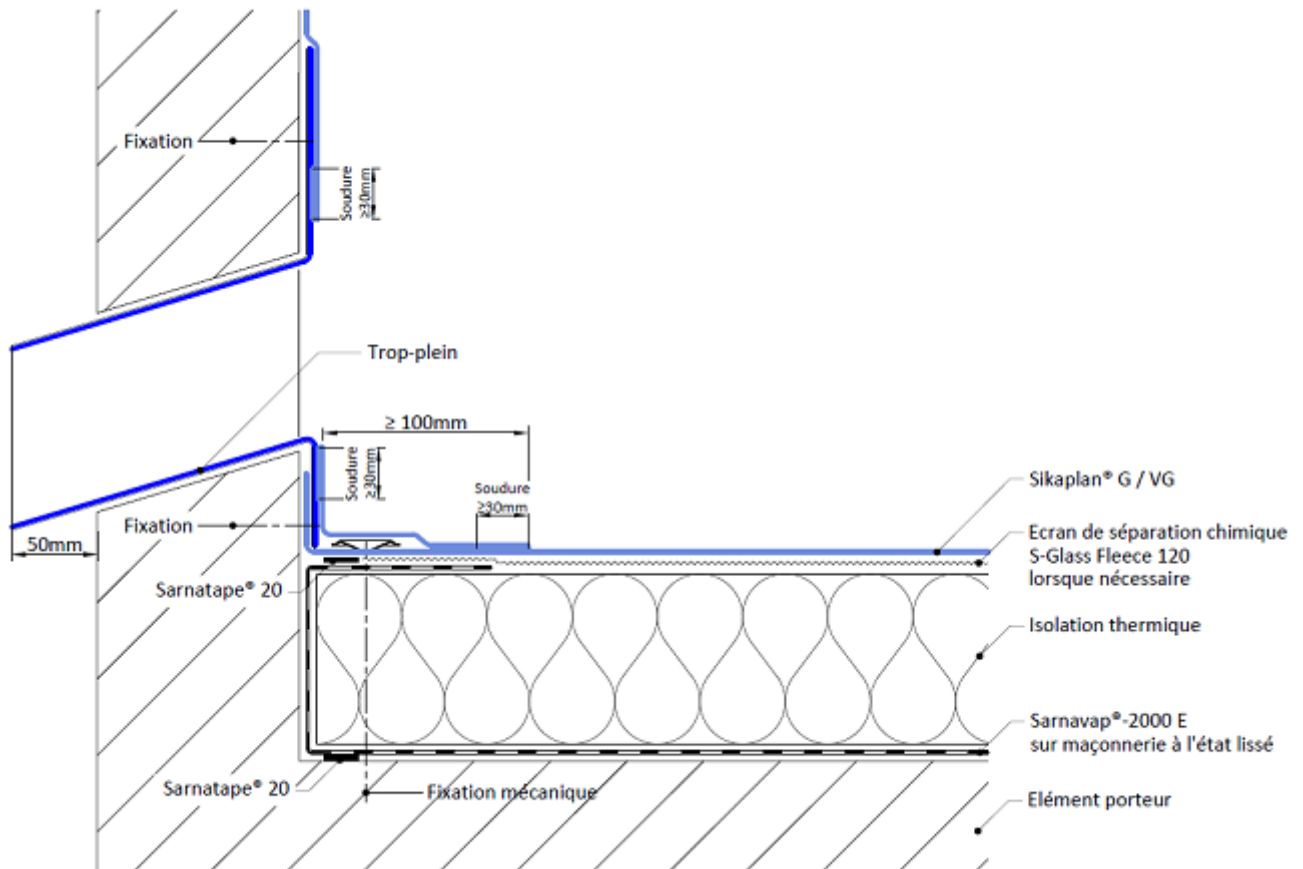 Fixation
Soudure
≥30mm
Trop-plein
≥ 100mm
Soudure
≥30mm
Soudure
≥30mm
Sikaplan® G / VG
Fixation
Ecran de séparation chimique
S-Glass Fleece 120
lorsque nécessaire
50mm
Sarnatape® 20
Isolation thermique
Sarnavap®-2000 E
sur maçonnerie à l'état lissé
Sarnatape® 20
Fixation mécanique
Elément porteur